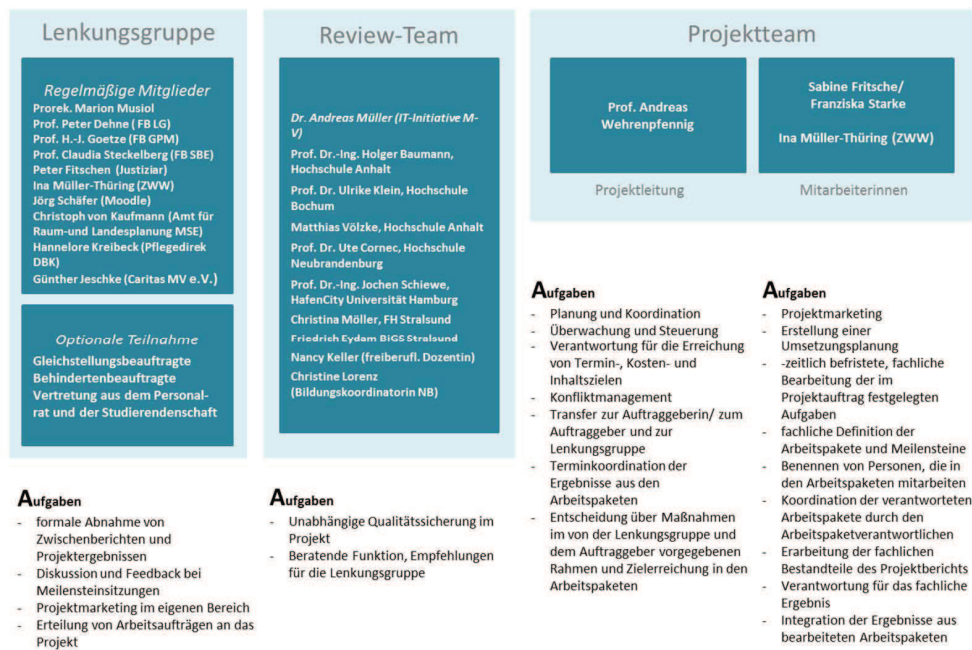 Lenkungsgruppe
Regelmäßige Mitglieder
Prorek. Marion Musiol
Prof. Peter Dehne ( FB LG)
Prof. H.-J. Goetze (FB GPM)
Prof. Claudia Steckelberg (FB SBE)
Peter Fitschen (Justiziar)
Ina Müller-Thüring (ZWW)
Jörg Schäfer (Moodle)
Christoph von Kaufmann (Amt für
Raum-und Landesplanung MSE)
Hannelore Kreibeck (Pflegedirek
DBK)
Günther Jeschke (Caritas MV e.V.)
Optionale Teilnahme
Gleichstellungsbeauftragte
Behindertenbeauftragte
Vertretung aus dem Personal-
rat und der Studierendenschaft
Aufgaben
- formale Abnahme von
Zwischenberichten und
Projektergebnissen
- Diskussion und Feedback bei
Meilensteinsitzungen
- Projektmarketing im eigenen Bereich
- Erteilung von Arbeitsaufträgen an das
Projekt
Review-Team
Dr. Andreas Müller (IT-Initiative M-
V)
Prof. Dr.-Ing. Holger Baumann,
Hochschule Anhalt
Prof. Dr. Ulrike Klein, Hochschule
Bochum
Matthias Völzke, Hochschule Anhalt
Prof. Dr. Ute Cornec, Hochschule
Neubrandenburg
Prof. Dr.-Ing. Jochen Schiewe,
HafenCity Universität Hamburg
Christina Möller, FH Stralsund
Friedrich Eydam BiGS Stralsund
Nancy Keller (freiberufl. Dozentin)
Christine Lorenz
(Bildungskoordinatorin NB)
Aufgaben
- Unabhängige Qualitätssicherung im
Projekt
- Beratende Funktion, Empfehlungen
für die Lenkungsgruppe
Projektteam
Prof. Andreas
Wehrenpfennig
Projektleitung
Sabine Fritsche/
Franziska Starke
Ina Müller-Thüring (ZWW)
Mitarbeiterinnen
Aufgaben
- Planung und Koordination
- Überwachung und Steuerung
- Verantwortung für die Erreichung
von Termin-, Kosten- und
Inhaltszielen
- Konfliktmanagement
- Transfer zur Auftraggeberin/ zum
Auftraggeber und zur
Lenkungsgruppe
- Terminkoordination der
Ergebnisse aus den
Arbeitspaketen
- Entscheidung über Maßnahmen
im von der Lenkungsgruppe und
dem Auftraggeber vorgegebenen
Rahmen und Zielerreichung in den
Arbeitspaketen
Aufgaben
- Projektmarketing
- Erstellung einer
Umsetzungsplanung
- -zeitlich befristete, fachliche
Bearbeitung der im
Projektauftrag festgelegten
Aufgaben
- fachliche Definition der
Arbeitspakete und Meilensteine
- Benennen von Personen, die in
den Arbeitspaketen mitarbeiten
- Koordination der verantworteten
Arbeitspakete durch den
Arbeitspaketverantwortlichen
- Erarbeitung der fachlichen
Bestandteile des Projektberichts
- Verantwortung für das fachliche
Ergebnis
- Integration der Ergebnisse aus
bearbeiteten Arbeitspaketen